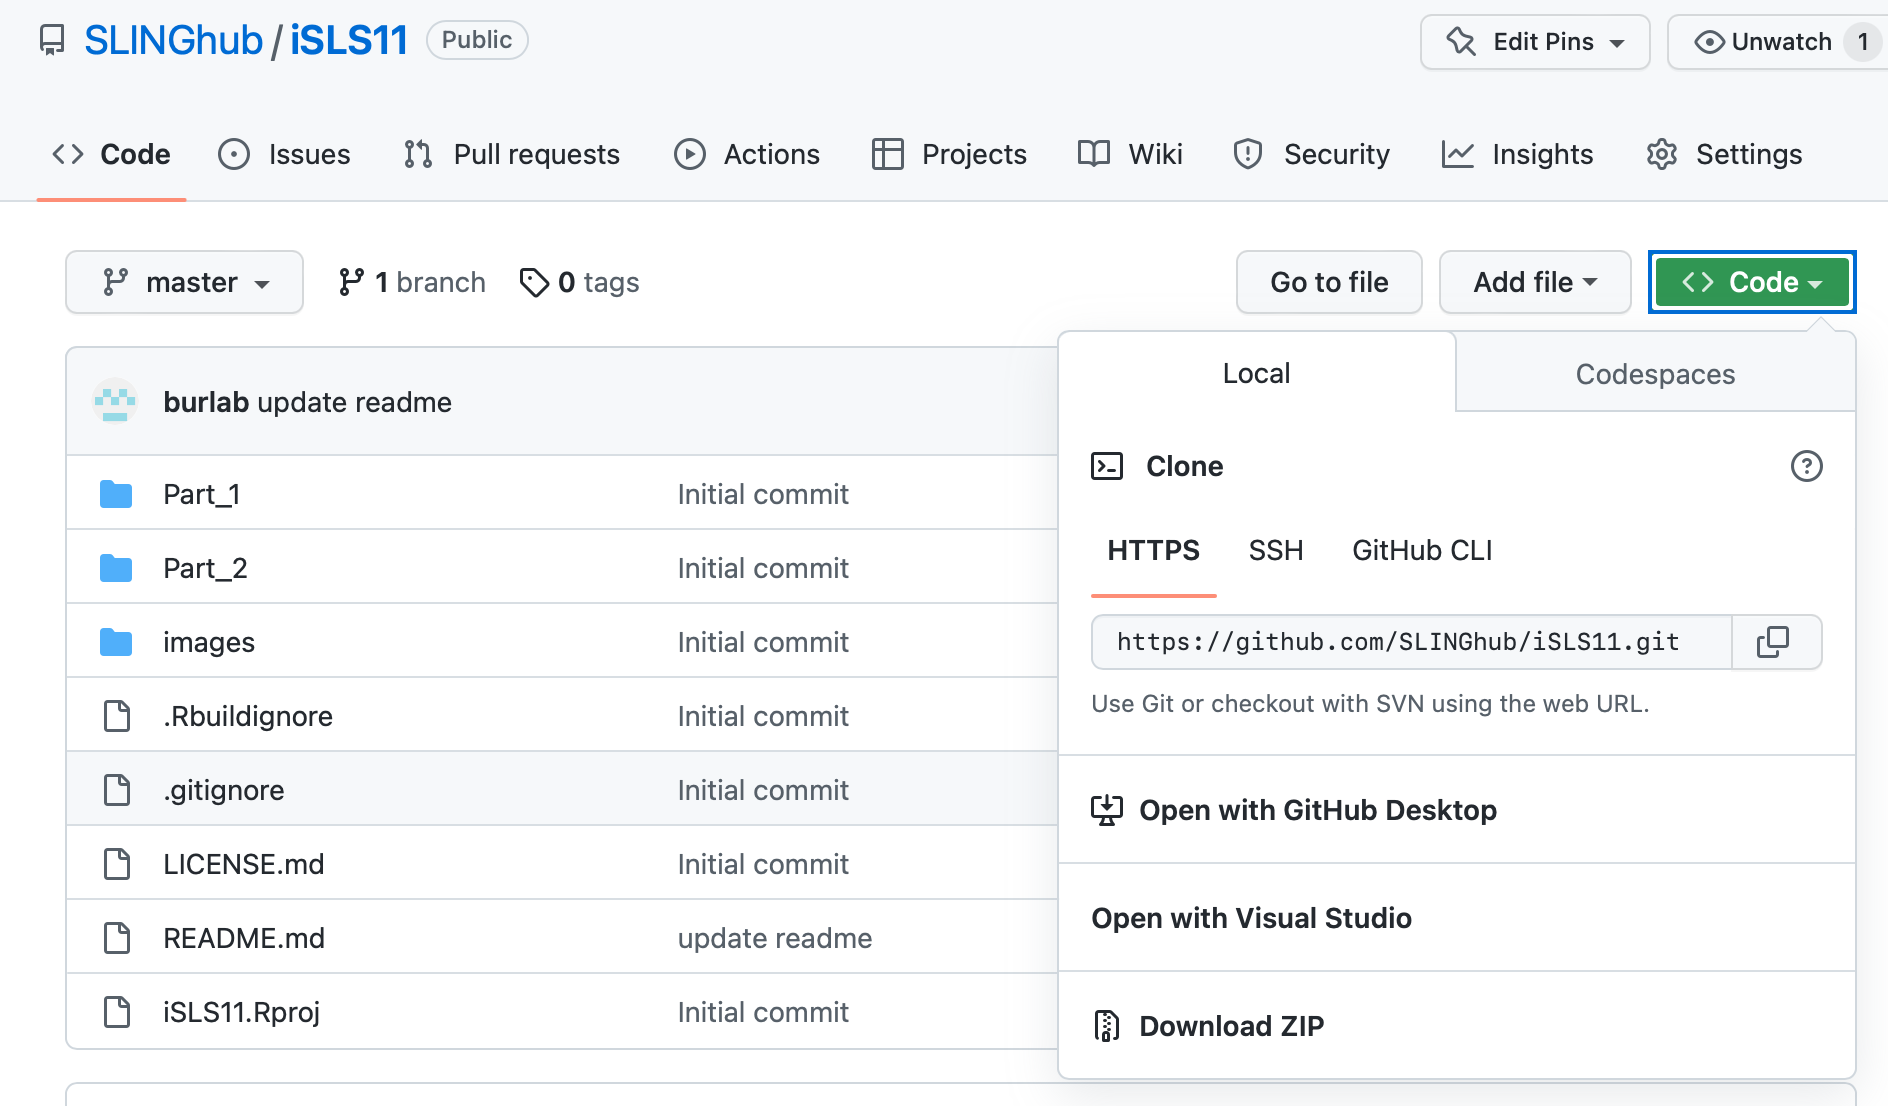 SLINGhub / iSLS11 Public Edit Pins Unwatch 1
Code Issues Pull requests Actions Projects Wiki Security Insights Settings
master 1 branch 0 tags Go to file Add file Code
burlab update readme
Part_1 Initial commit
Part_2 Initial commit
images Initial commit
.Rbuildignore Initial commit
.gitignore Initial commit
LICENSE.md Initial commit
README.md update readme
iSLS11.Rproj Initial commit
Local Codespaces
Clone
HTTPS SSH GitHub CLI
https://github.com/SLINGhub/iSLS11.git
Use Git or checkout with SVN using the web URL.
Open with GitHub Desktop
Open with Visual Studio
Download ZIP